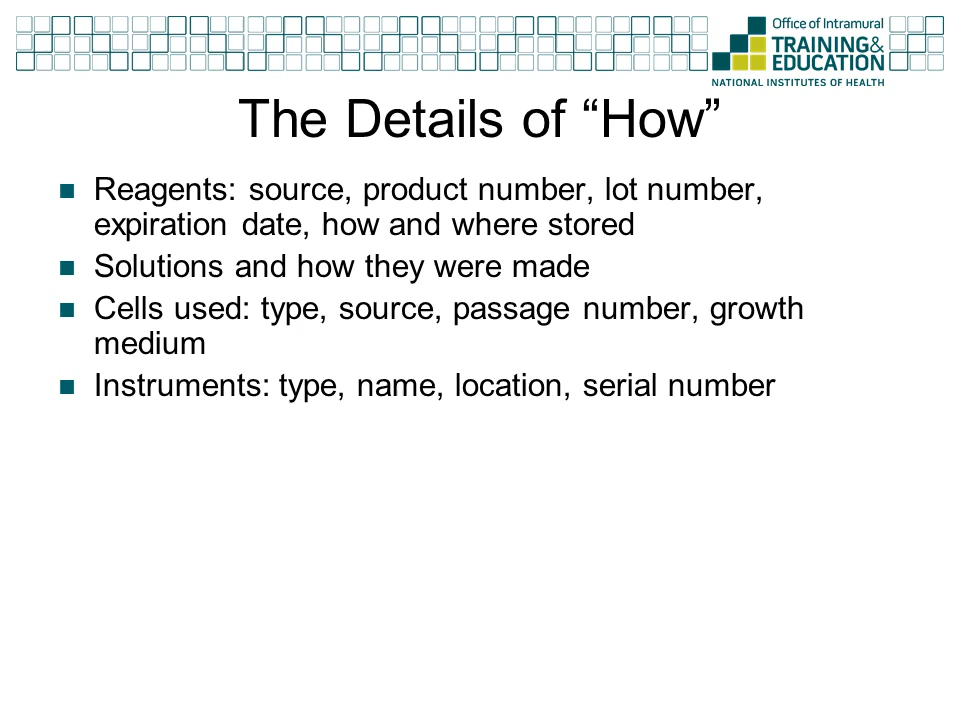 Office of Intramural
TRAINING&
EDUCATION
NATIONAL INSTITUTES OF HEALTH
The Details of “How”
Reagents: source, product number, lot number,
expiration date, how and where stored
Solutions and how they were made
Cells used: type, source, passage number, growth
medium
Instruments: type, name, location, serial number